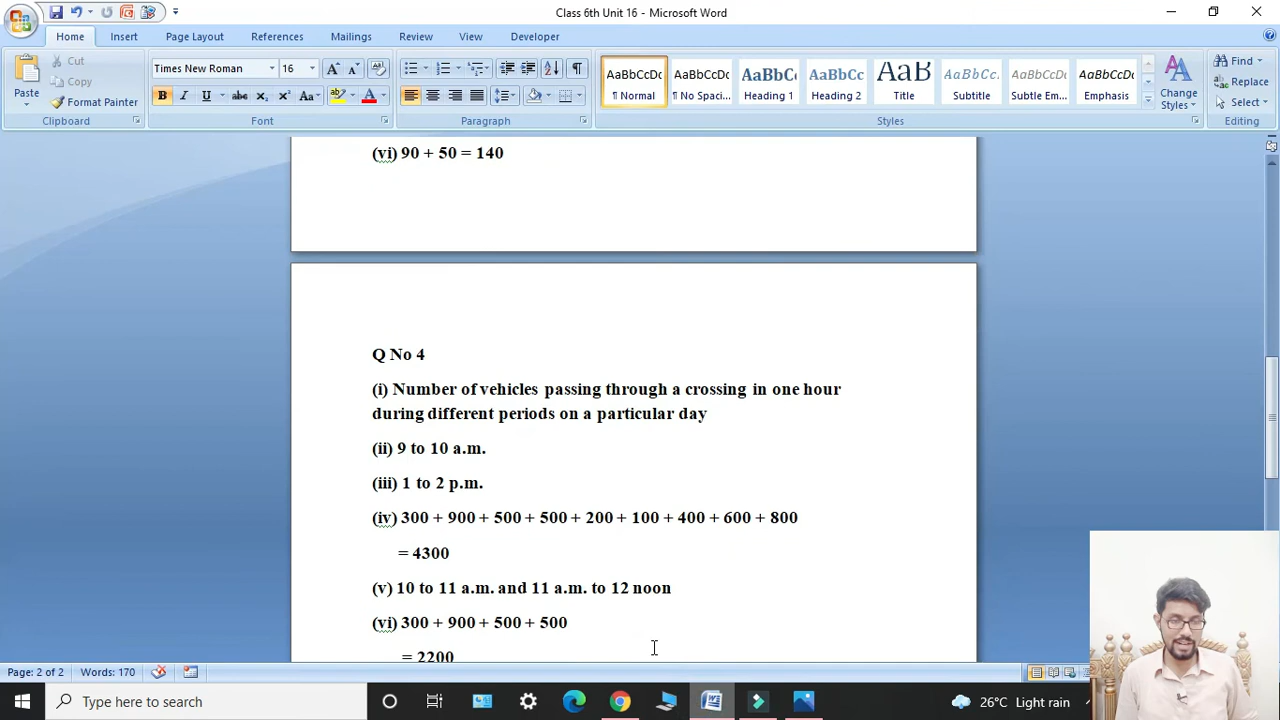 Class 6th Unit 16 - Microsoft Word
Home Insert Page Layout References Mailings Review View Developer
Paste
Cut
Copy
Format Painter
Clipboard
Times New Roman 16
Font
Paragraph
AaBbCcDc AaBbCcDc AaBbC AaBbCc AaB AaBbCc. AaBbCcDc AaBbCcDc
¶ Normal ¶ No Spaci... Heading 1 Heading 2 Title Subtitle Subtle Em... Emphasis
Change Styles
Styles
Find
Replace
Select
Editing
(vi) 90 + 50 = 140
Q No 4
(i) Number of vehicles passing through a crossing in one hour
during different periods on a particular day
(ii) 9 to 10 a.m.
(iii) 1 to 2 p.m.
(iv) 300 + 900 + 500 + 500 + 200 + 100 + 400 + 600 + 800
= 4300
(v) 10 to 11 a.m. and 11 a.m. to 12 noon
(vi) 300 + 900 + 500 + 500
= 2200
Page: 2 of 2 Words: 170
Type here to search
26°C Light rain